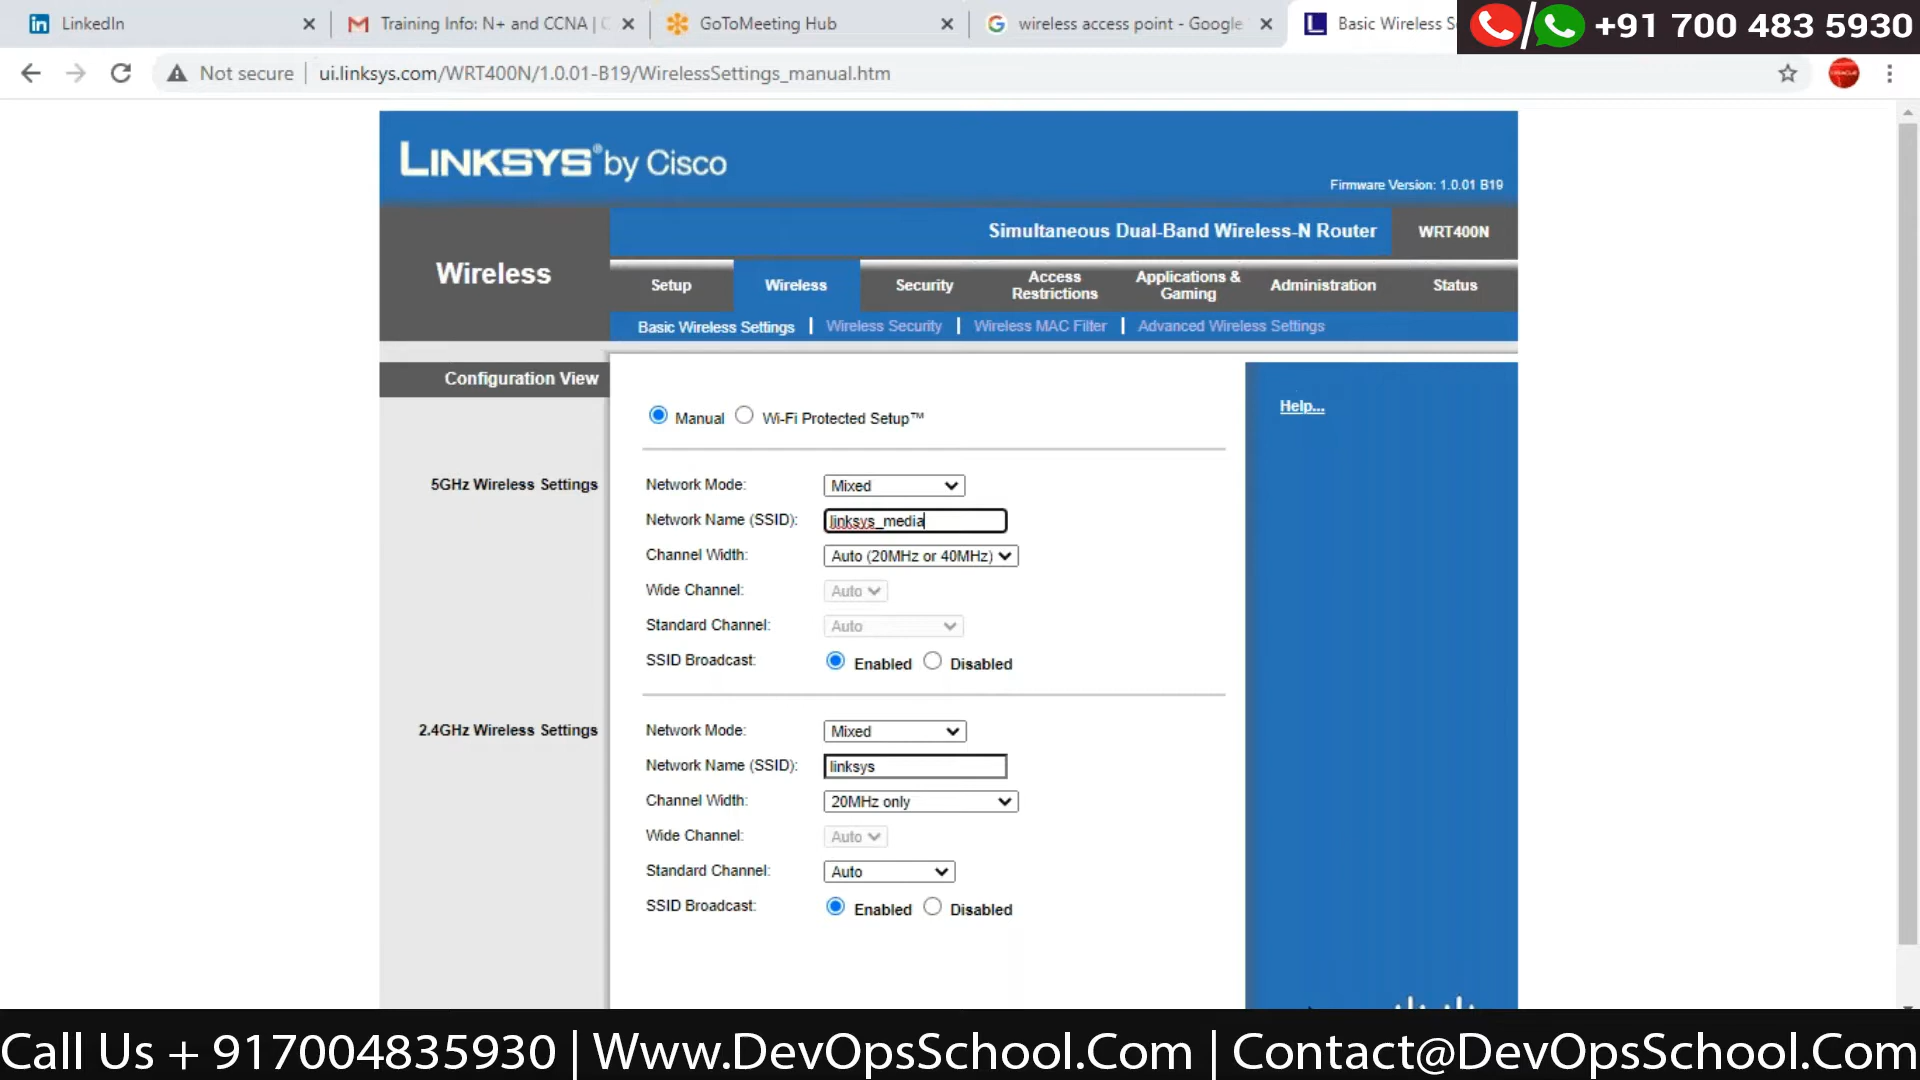 LinkedIn
Training Info: N+ and CCNA | C
GoToMeeting Hub
wireless access point - Google
Basic Wireless S
+91 700 483 5930
Not secure
ui.linksys.com/WRT400N/1.0.01-B19/WirelessSettings_manual.htm
LINKSYS® by Cisco
Firmware Version: 1.0.01 B19
Simultaneous Dual-Band Wireless-N Router
WRT400N
Wireless
Setup
Wireless
Security
Access Restrictions
Applications & Gaming
Administration
Status
Basic Wireless Settings | Wireless Security | Wireless MAC Filter | Advanced Wireless Settings
Configuration View
Manual
Wi-Fi Protected Setup™
Help...
5GHz Wireless Settings
Network Mode: Mixed
Network Name (SSID): linksys_media
Channel Width: Auto (20MHz or 40MHz)
Wide Channel: Auto
Standard Channel: Auto
SSID Broadcast: Enabled Disabled
2.4GHz Wireless Settings
Network Mode: Mixed
Network Name (SSID): linksys
Channel Width: 20MHz only
Wide Channel: Auto
Standard Channel: Auto
SSID Broadcast: Enabled Disabled
Call Us + 917004835930 | Www.DevOpsSchool.Com | Contact@DevOpsSchool.Com